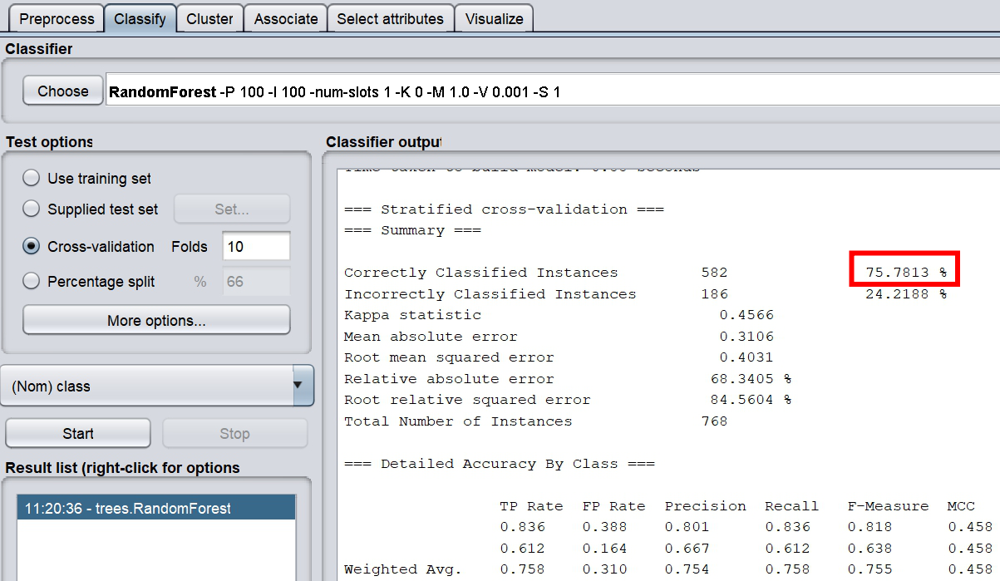 Preprocess Classify Cluster Associate Select attributes Visualize
Classifier
Choose RandomForest -P 100 -I 100 -num-slots 1 -K 0 -M 1.0 -V 0.001 -S 1
Test options
Use training set
Supplied test set Set...
Cross-validation Folds 10
Percentage split % 66
More options...
(Nom) class
Start Stop
Result list (right-click for options
11:20:36 - trees.RandomForest
Classifier output
=== Stratified cross-validation ===
=== Summary ===
Correctly Classified Instances 582 75.7813 %
Incorrectly Classified Instances 186 24.2188 %
Kappa statistic 0.4566
Mean absolute error 0.3106
Root mean squared error 0.4031
Relative absolute error 68.3405 %
Root relative squared error 84.5604 %
Total Number of Instances 768
=== Detailed Accuracy By Class ===
TP Rate FP Rate Precision Recall F-Measure MCC
0.836 0.388 0.801 0.836 0.818 0.458
0.612 0.164 0.667 0.612 0.638 0.458
Weighted Avg. 0.758 0.310 0.754 0.758 0.755 0.458